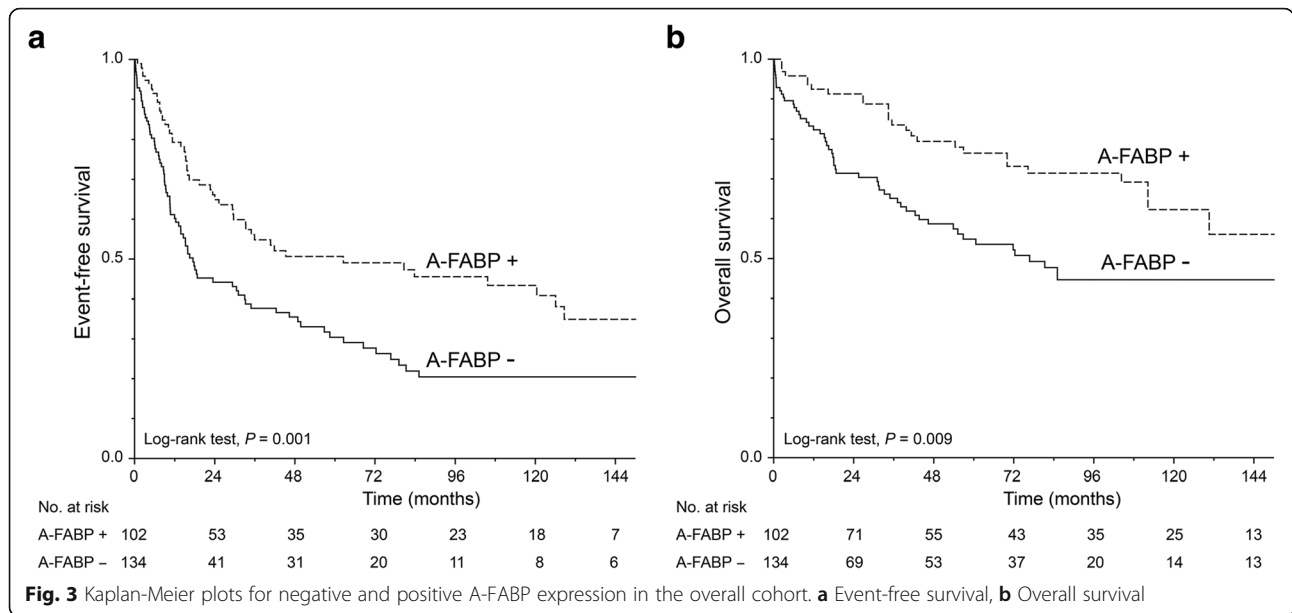 a
1.0
0.5
0.0
Event-free survival
A-FABP +
A-FABP –
Log-rank test, P = 0.001
0 24 48 72 96 120 144
Time (months)
No. at risk
A-FABP + 102 53 35 30 23 18 7
A-FABP – 134 41 31 20 11 8 6
b
1.0
0.5
0.0
Overall survival
A-FABP +
A-FABP –
Log-rank test, P = 0.009
0 24 48 72 96 120 144
Time (months)
No. at risk
A-FABP + 102 71 55 43 35 25 13
A-FABP – 134 69 53 37 20 14 13
Fig. 3 Kaplan-Meier plots for negative and positive A-FABP expression in the overall cohort. a Event-free survival, b Overall survival